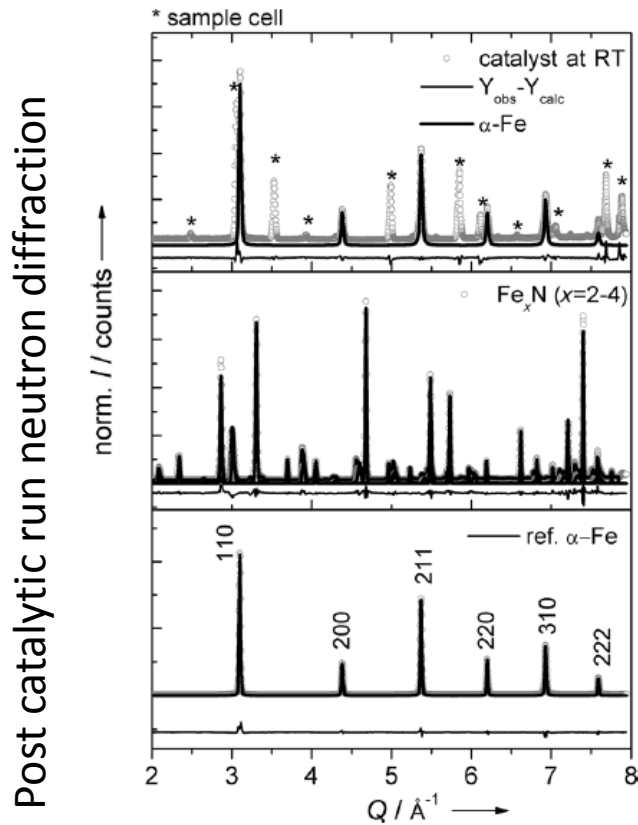 Post catalytic run neutron diffraction
norm. I // counts
* sample cell
catalyst at RT
Yobs-Ycalc
α-Fe
* * * * * * * * * * *
FexN (x=2-4)
ref. α-Fe
110 200 211 220 310 222
2 3 4 5 6 7 8
Q / Å-1